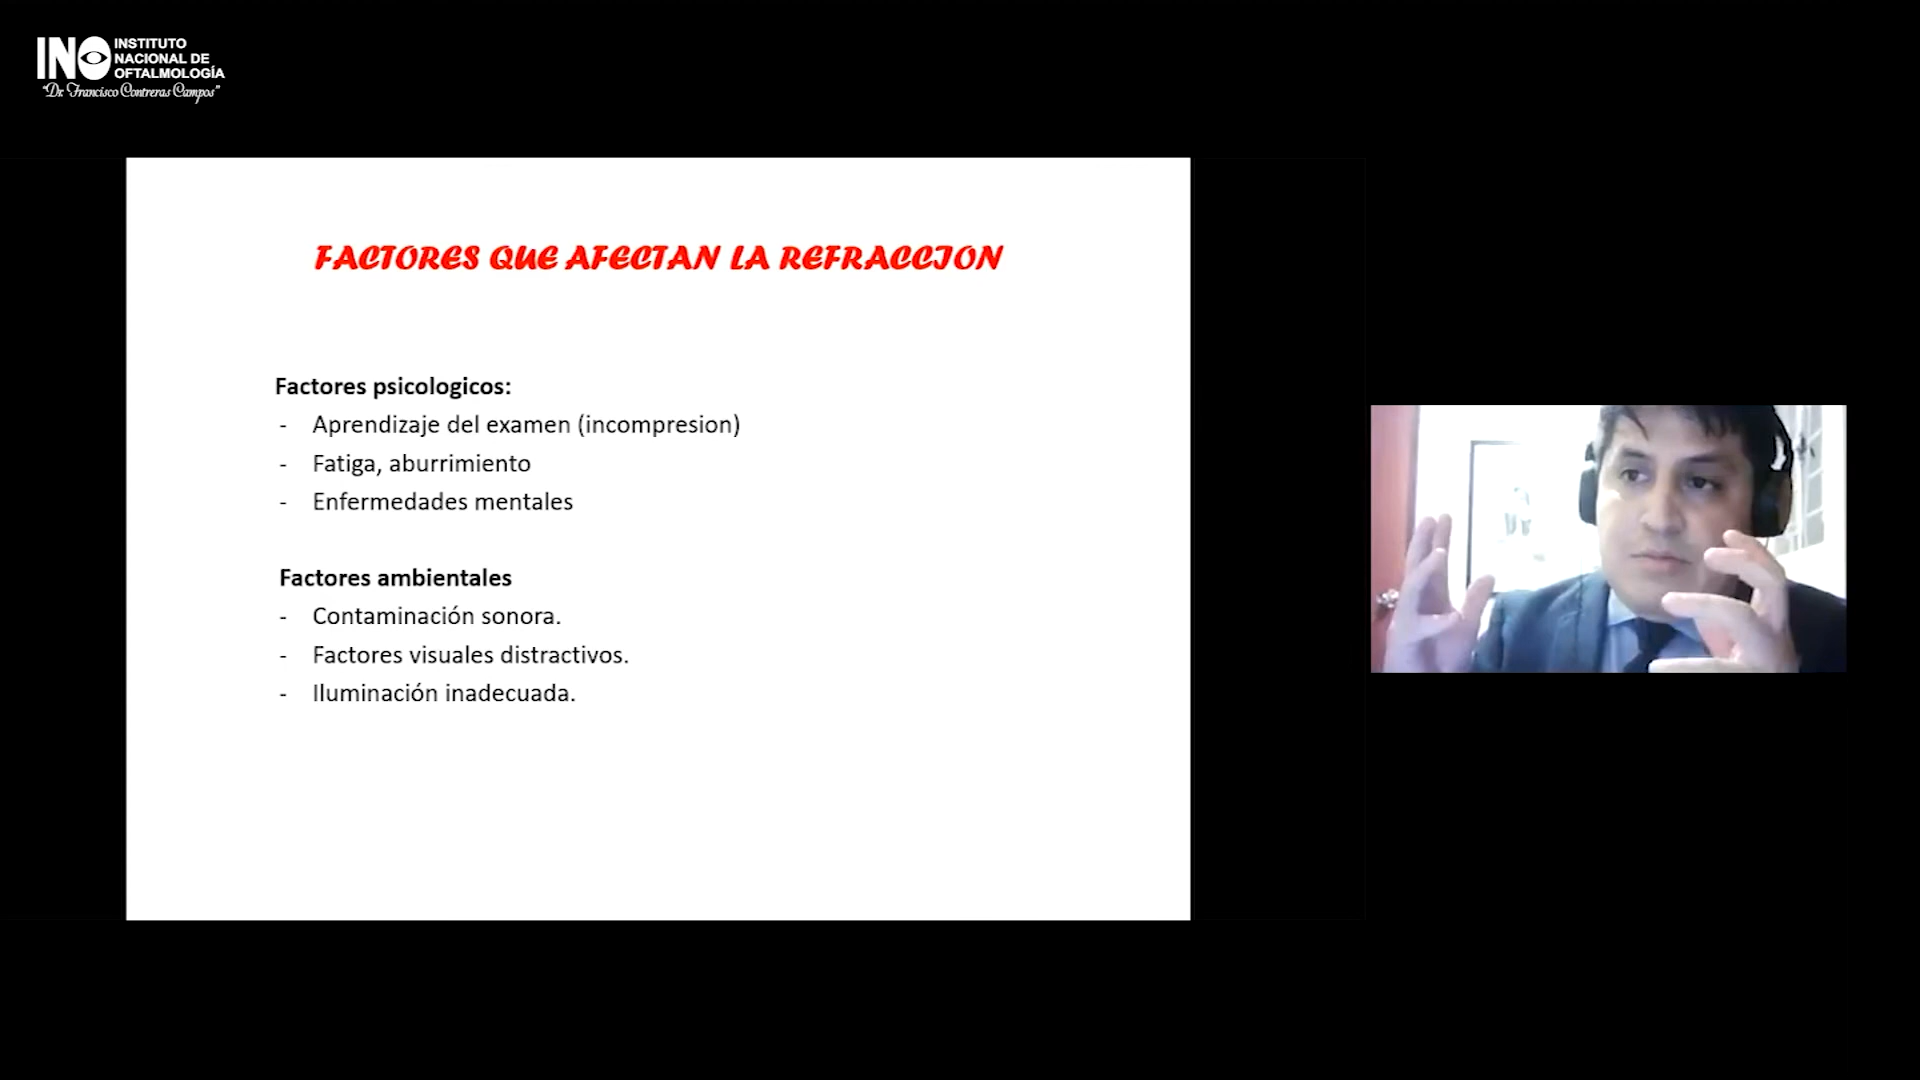 INO INSTITUTO
NACIONAL DE
OFTALMOLOGÍA
"Dr. Francisco Contreras Campos"
FACTORES QUE AFECTAN LA REFRACCION
Factores psicologicos:
- Aprendizaje del examen (incompresion)
- Fatiga, aburrimiento
- Enfermedades mentales
Factores ambientales
- Contaminación sonora.
- Factores visuales distractivos.
- Iluminación inadecuada.